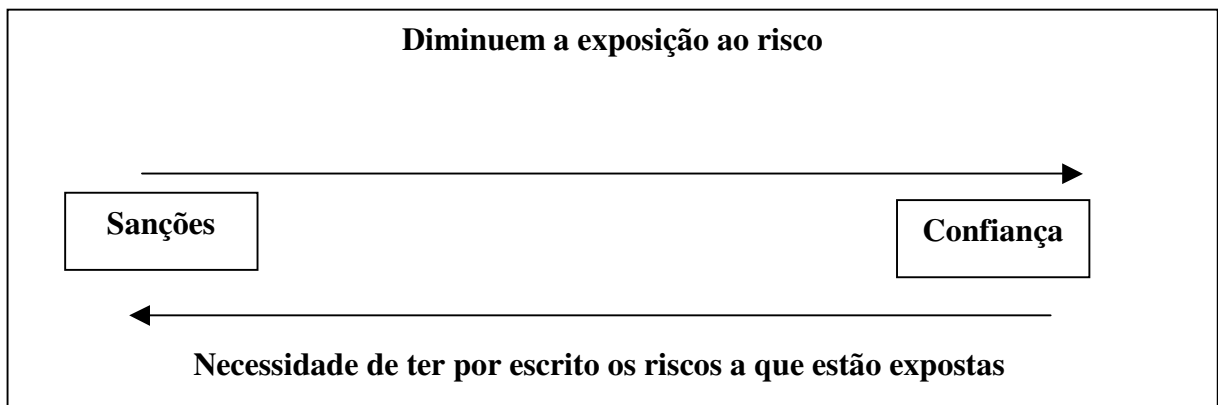 Diminuem a exposição ao risco
Sanções
Confiança
Necessidade de ter por escrito os riscos a que estão expostas